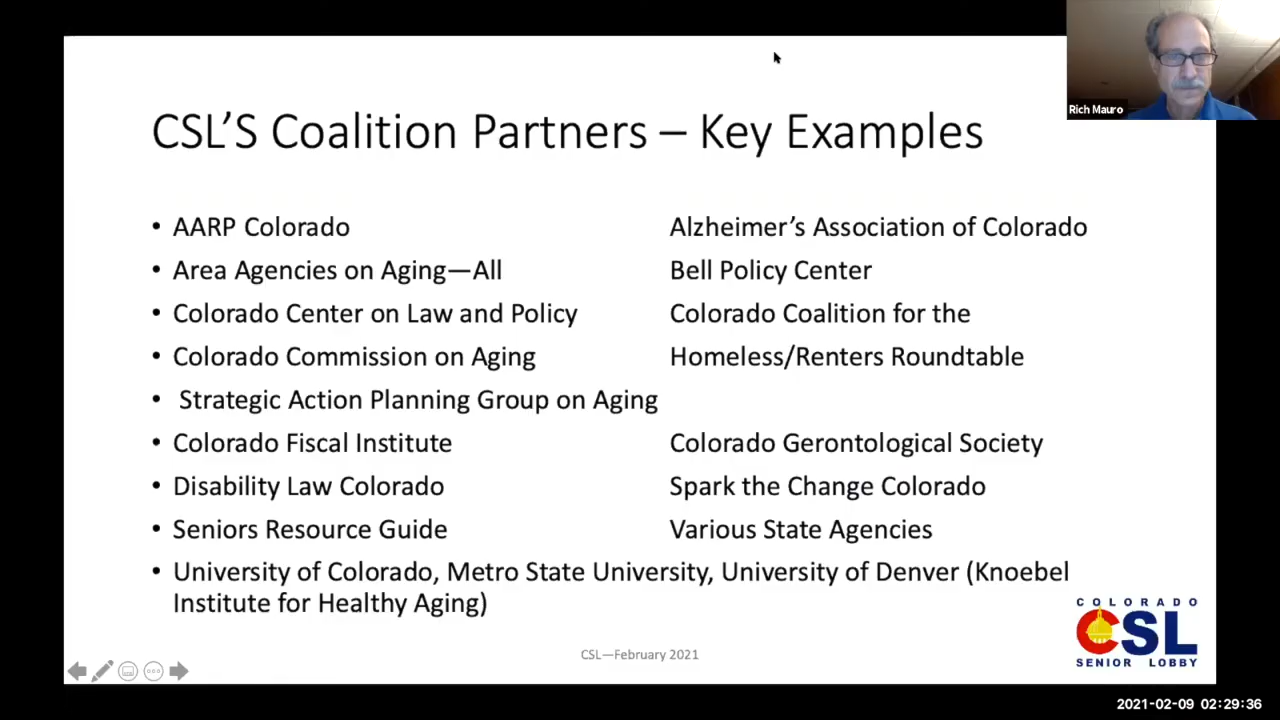 Rich Mauro
CSL'S Coalition Partners – Key Examples
• AARP Colorado
Alzheimer's Association of Colorado
• Area Agencies on Aging—All
Bell Policy Center
• Colorado Center on Law and Policy
Colorado Coalition for the
• Colorado Commission on Aging
Homeless/Renters Roundtable
• Strategic Action Planning Group on Aging
• Colorado Fiscal Institute
Colorado Gerontological Society
• Disability Law Colorado
Spark the Change Colorado
• Seniors Resource Guide
Various State Agencies
• University of Colorado, Metro State University, University of Denver (Knoebel
Institute for Healthy Aging)
COLORADO
CSL
SENIOR LOBBY
CSL—February 2021
2021-02-09 02:29:36